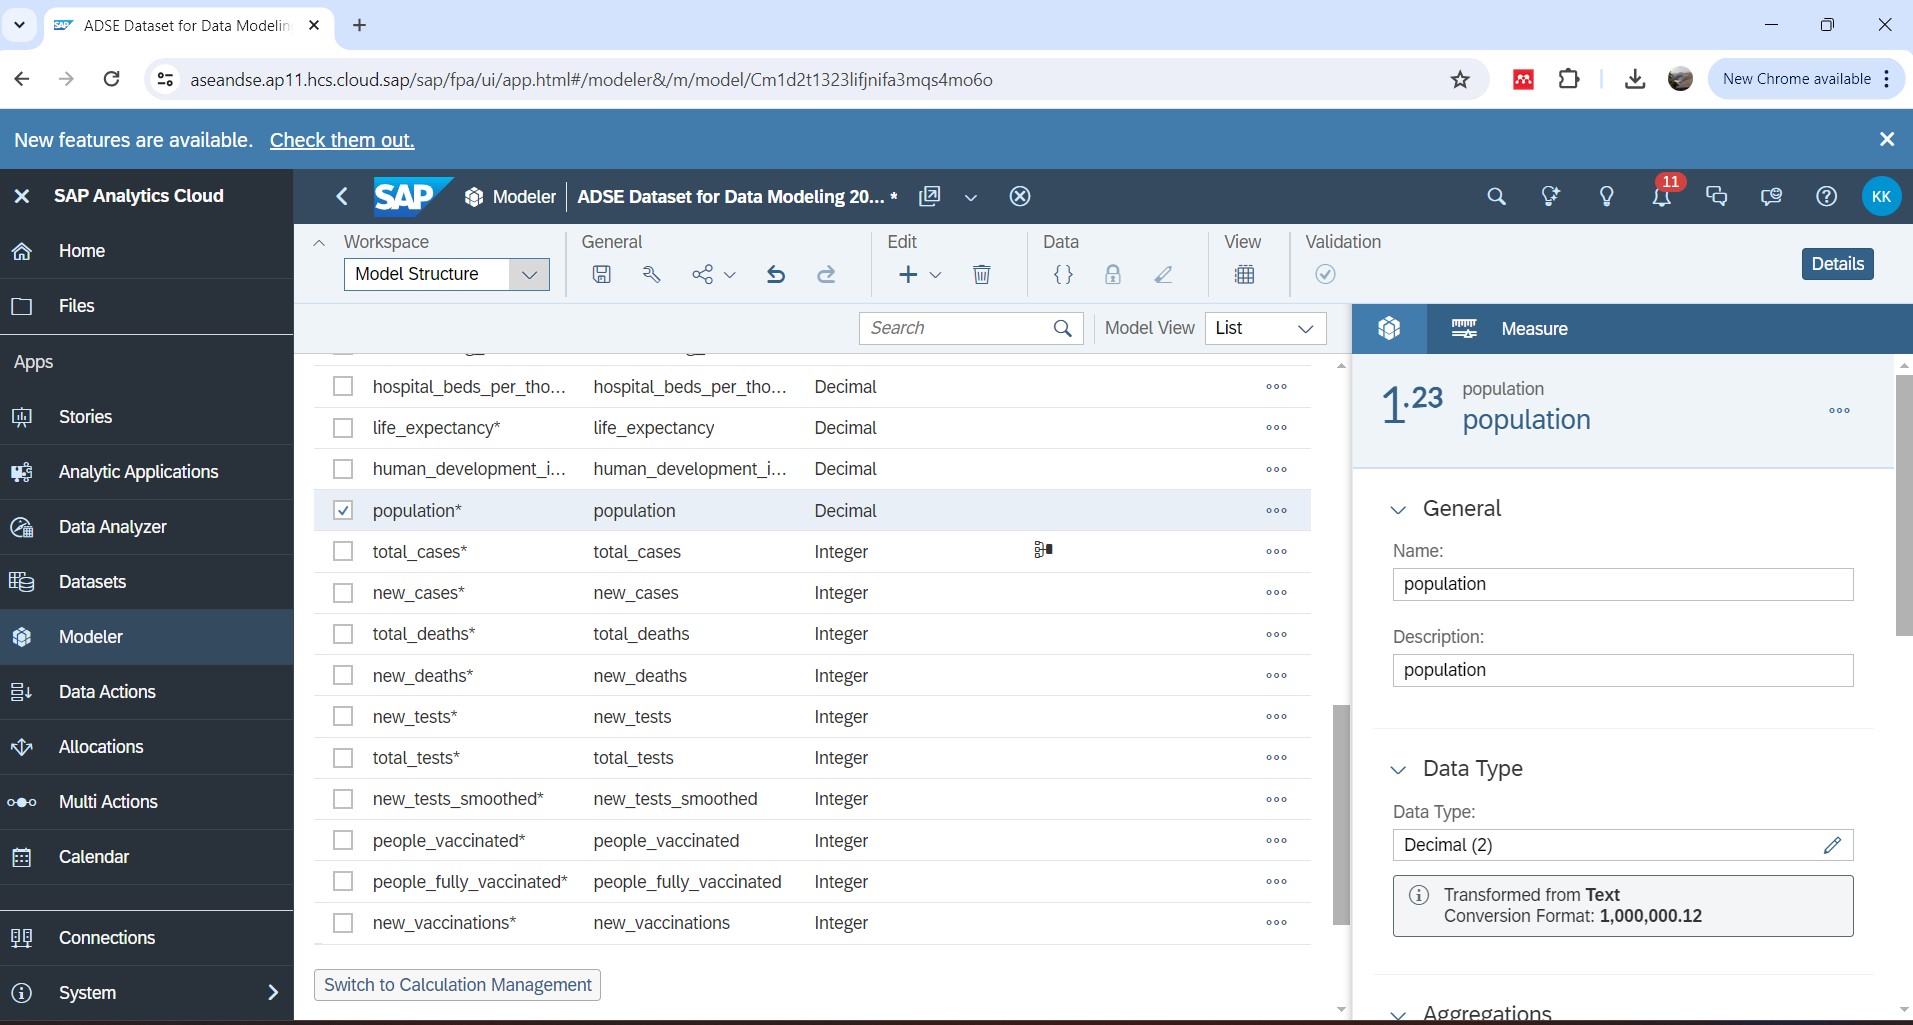 ADSE Dataset for Data Modelin
aseandse.ap11.hcs.cloud.sap/sap/fpa/ui/app.html#/modeler&/m/model/Cm1d2t1323lifjnifa3mqs4mo6o
New Chrome available
New features are available. Check them out.
SAP Analytics Cloud
SAP Modeler ADSE Dataset for Data Modeling 20... *
11
KK
Home
Files
Apps
Stories
Analytic Applications
Data Analyzer
Datasets
Modeler
Data Actions
Allocations
Multi Actions
Calendar
Connections
System
Workspace General Edit Data View Validation
Model Structure
Details
Search Model View List
hospital_beds_per_tho... hospital_beds_per_tho... Decimal
life_expectancy* life_expectancy Decimal
human_development_i... human_development_i... Decimal
population* population Decimal
total_cases* total_cases Integer
new_cases* new_cases Integer
total_deaths* total_deaths Integer
new_deaths* new_deaths Integer
new_tests* new_tests Integer
total_tests* total_tests Integer
new_tests_smoothed* new_tests_smoothed Integer
people_vaccinated* people_vaccinated Integer
people_fully_vaccinated* people_fully_vaccinated Integer
new_vaccinations* new_vaccinations Integer
Switch to Calculation Management
Measure
1.23
population
population
General
Name:
population
Description:
population
Data Type
Data Type:
Decimal (2)
Transformed from Text
Conversion Format: 1,000,000.12
Aggregations